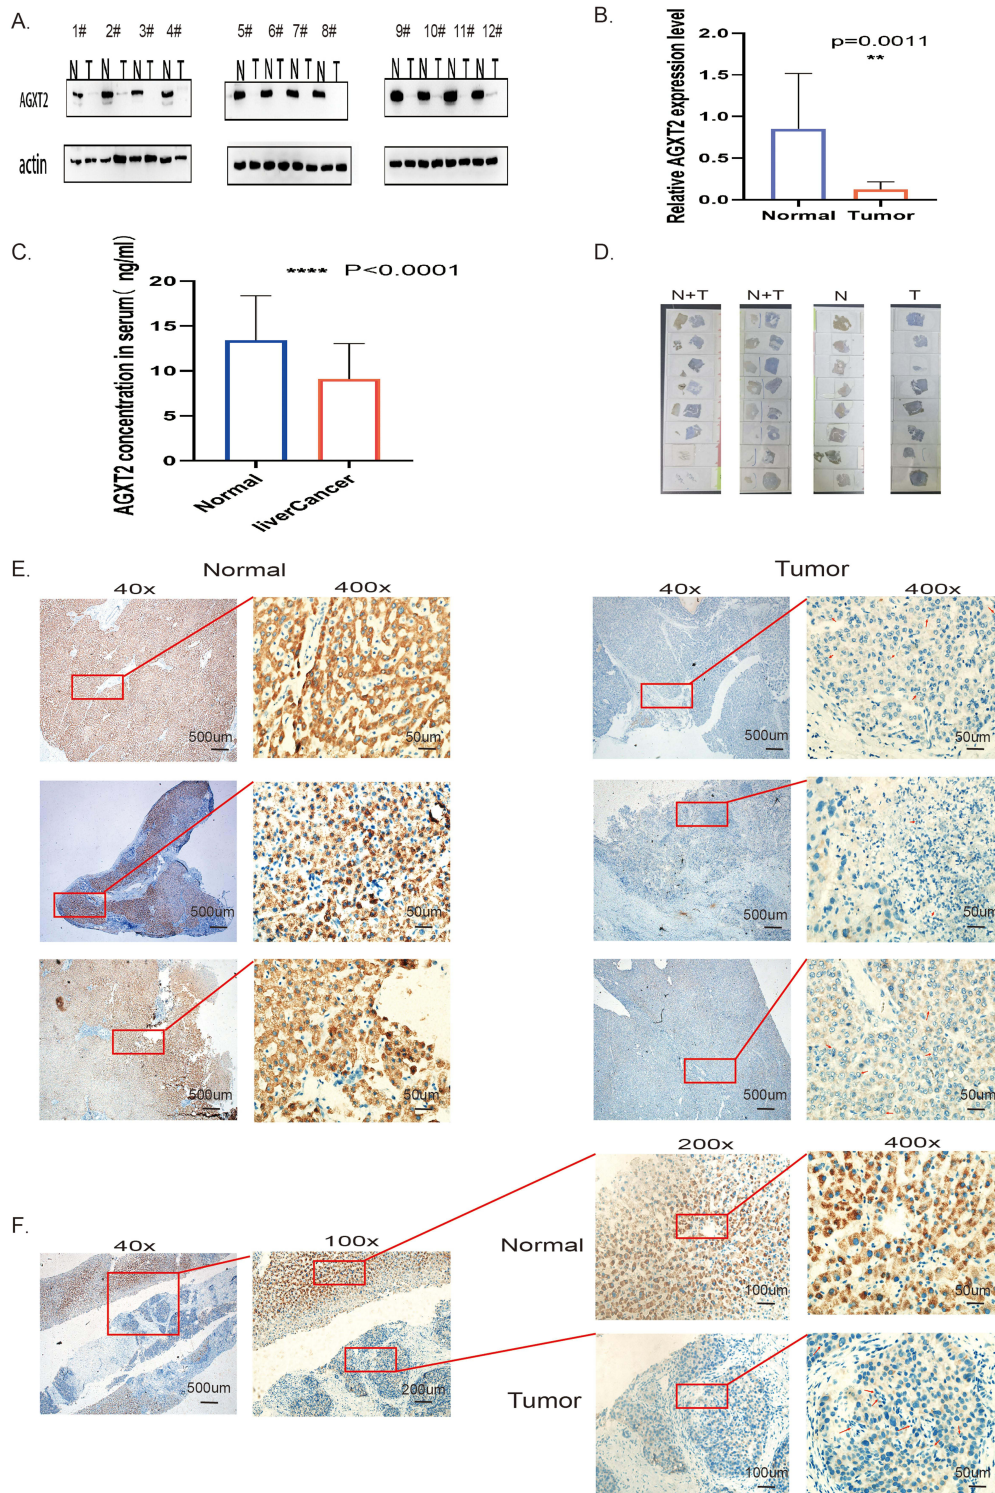 A.
1# 2# 3# 4# 5# 6# 7# 8# 9# 10# 11# 12#
N T N T N T N T N T N T N T N T N T N T N T N T
AGXT2
actin
B.
Relative AGXT2 expression level
2.0
1.5
1.0
0.5
0.0
p=0.0011
**
Normal Tumor
C.
AGXT2 concentration in serum( ng/ml)
20
15
10
5
0
**** P<0.0001
Normal
liverCancer
D.
N+T N+T N T
E.
Normal
40x 400x
500um 50um
500um 50um
500um 50um
Tumor
40x 400x
500um 50um
500um 50um
500um 50um
F.
40x 100x
500um 200um
200x 400x
Normal
100um 50um
Tumor
100um 50um